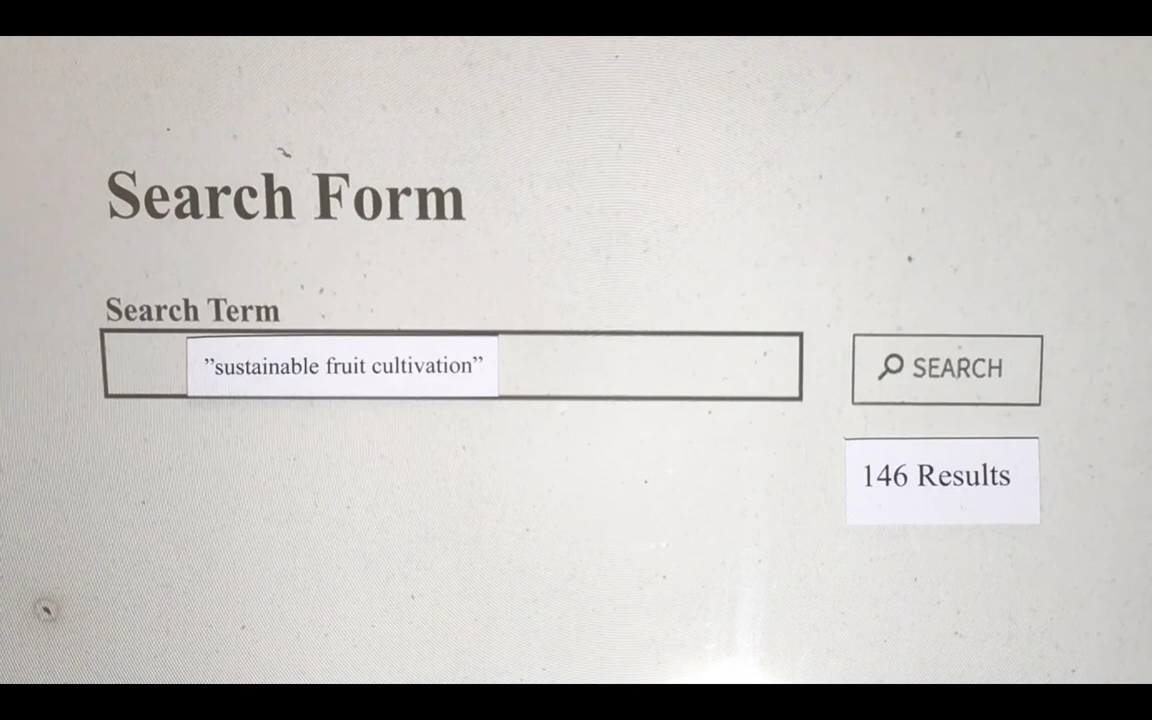 Search Form
Search Term
”sustainable fruit cultivation”
SEARCH
146 Results